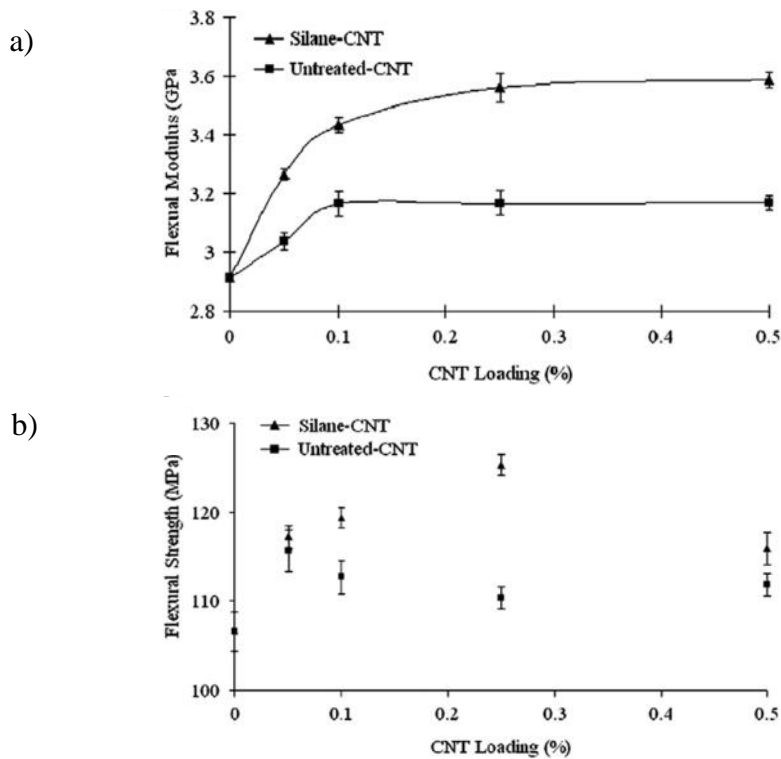 a)
3.8
Silane-CNT
Untreated-CNT
3.6
3.4
3.2
3
2.8
Flexual Modulus (GPa
0
0.1
0.2
0.3
0.4
0.5
CNT Loading (%)
b)
130
Silane-CNT
Untreated-CNT
120
110
100
Flexural Strength (MPa)
0
0.1
0.2
0.3
0.4
0.5
CNT Loading (%)